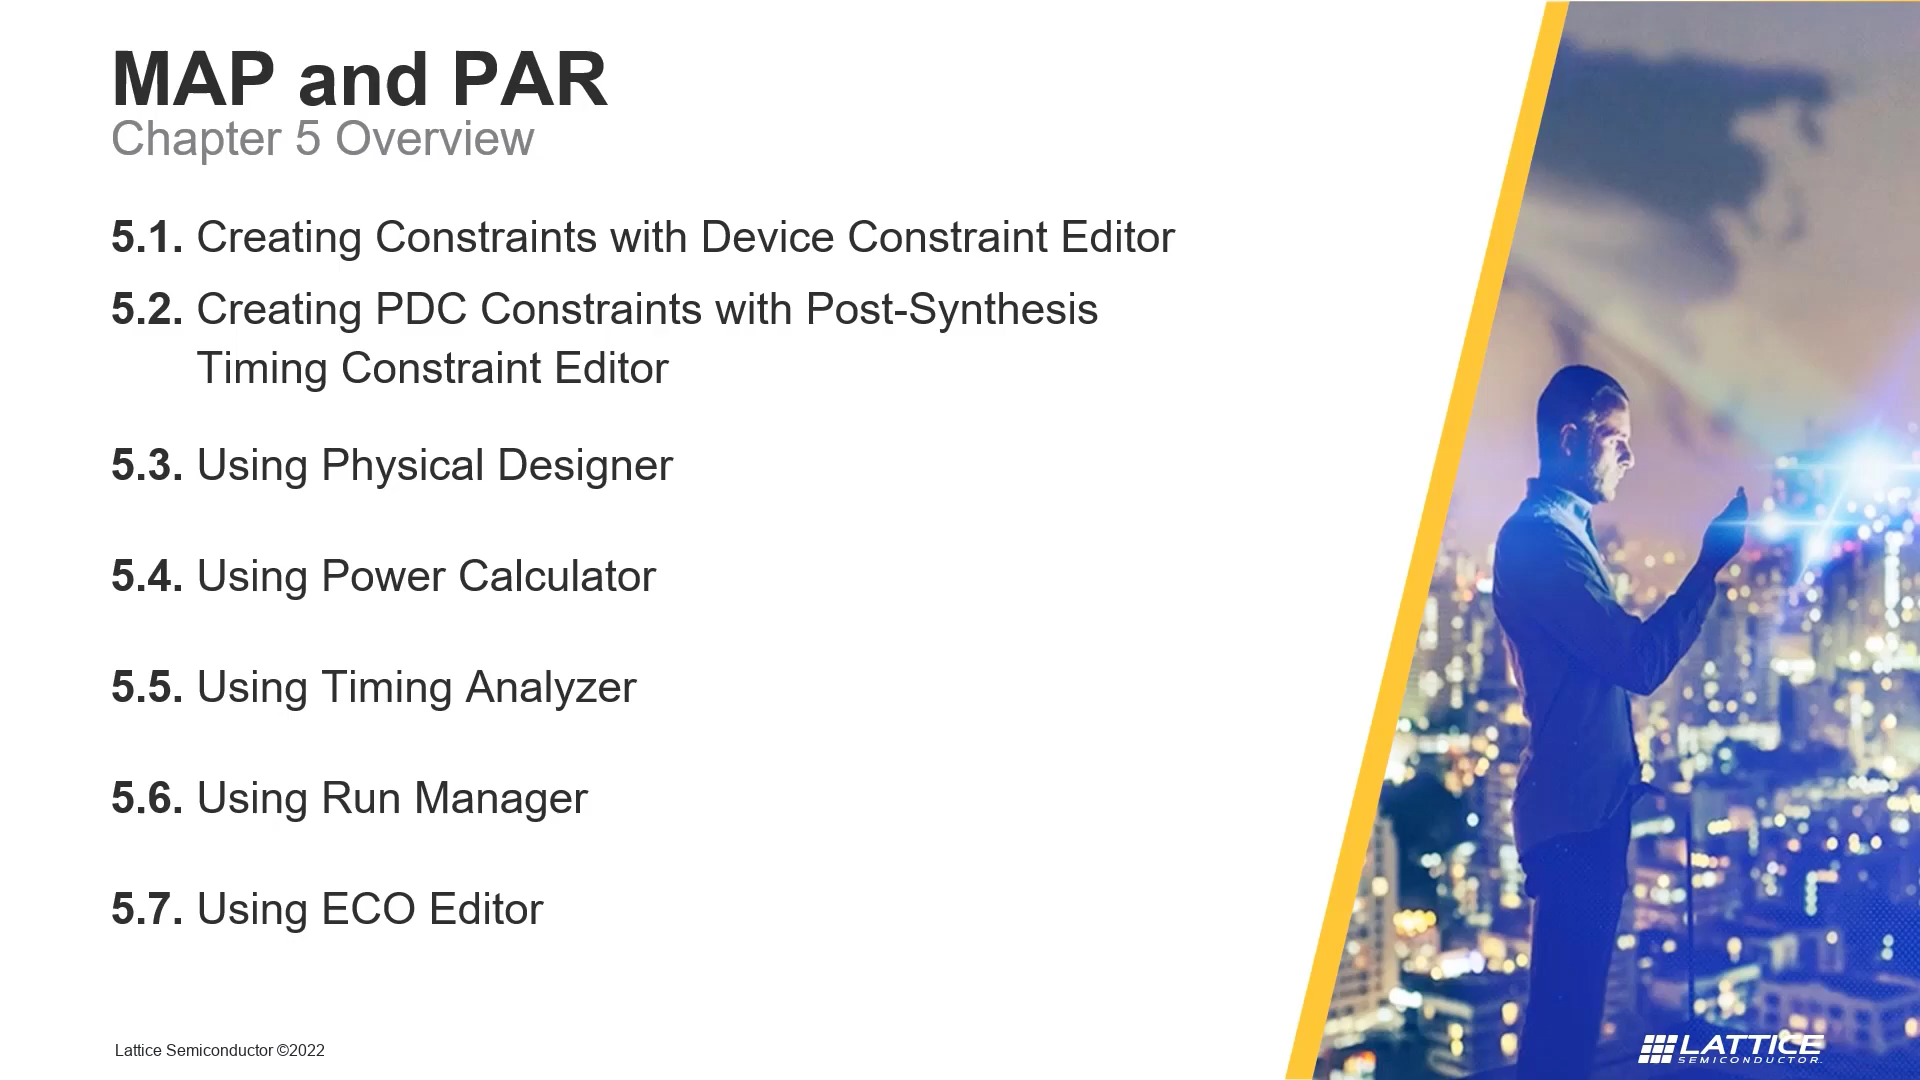 MAP and PAR
Chapter 5 Overview
5.1. Creating Constraints with Device Constraint Editor
5.2. Creating PDC Constraints with Post-Synthesis
Timing Constraint Editor
5.3. Using Physical Designer
5.4. Using Power Calculator
5.5. Using Timing Analyzer
5.6. Using Run Manager
5.7. Using ECO Editor
Lattice Semiconductor ©2022
LATTICE
SEMICONDUCTOR.